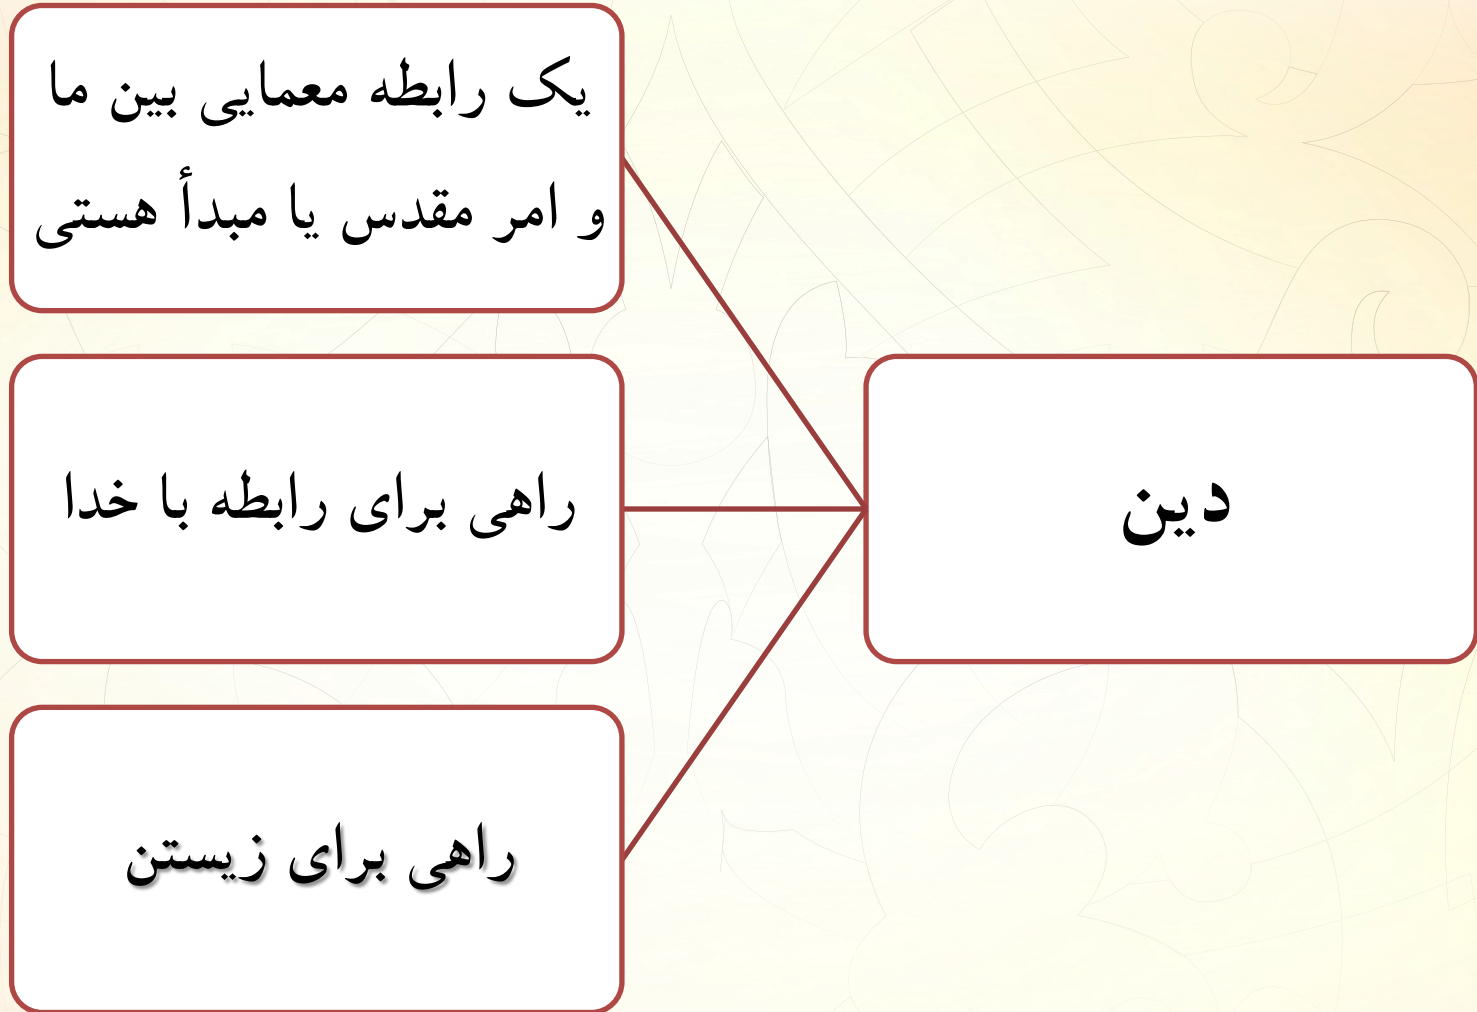 دین
یک رابطه معمایی بین ما
و امر مقدس یا مبدأ هستی
راهی برای رابطه با خدا
راهی برای زیستن